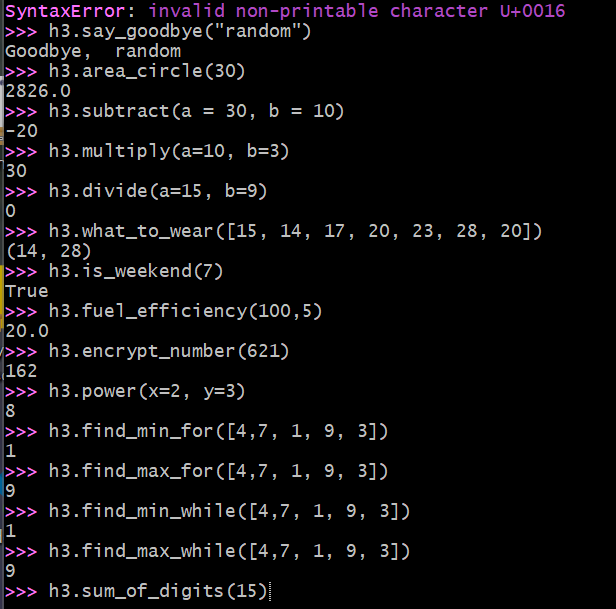 SyntaxError: invalid non-printable character U+0016
>>> h3.say_goodbye("random")
Goodbye,  random
>>> h3.area_circle(30)
2826.0
>>> h3.subtract(a = 30, b = 10)
-20
>>> h3.multiply(a=10, b=3)
30
>>> h3.divide(a=15, b=9)
0
>>> h3.what_to_wear([15, 14, 17, 20, 23, 28, 20])
(14, 28)
>>> h3.is_weekend(7)
True
>>> h3.fuel_efficiency(100,5)
20.0
>>> h3.encrypt_number(621)
162
>>> h3.power(x=2, y=3)
8
>>> h3.find_min_for([4,7, 1, 9, 3])
1
>>> h3.find_max_for([4,7, 1, 9, 3])
9
>>> h3.find_min_while([4,7, 1, 9, 3])
1
>>> h3.find_max_while([4,7, 1, 9, 3])
9
>>> h3.sum_of_digits(15)